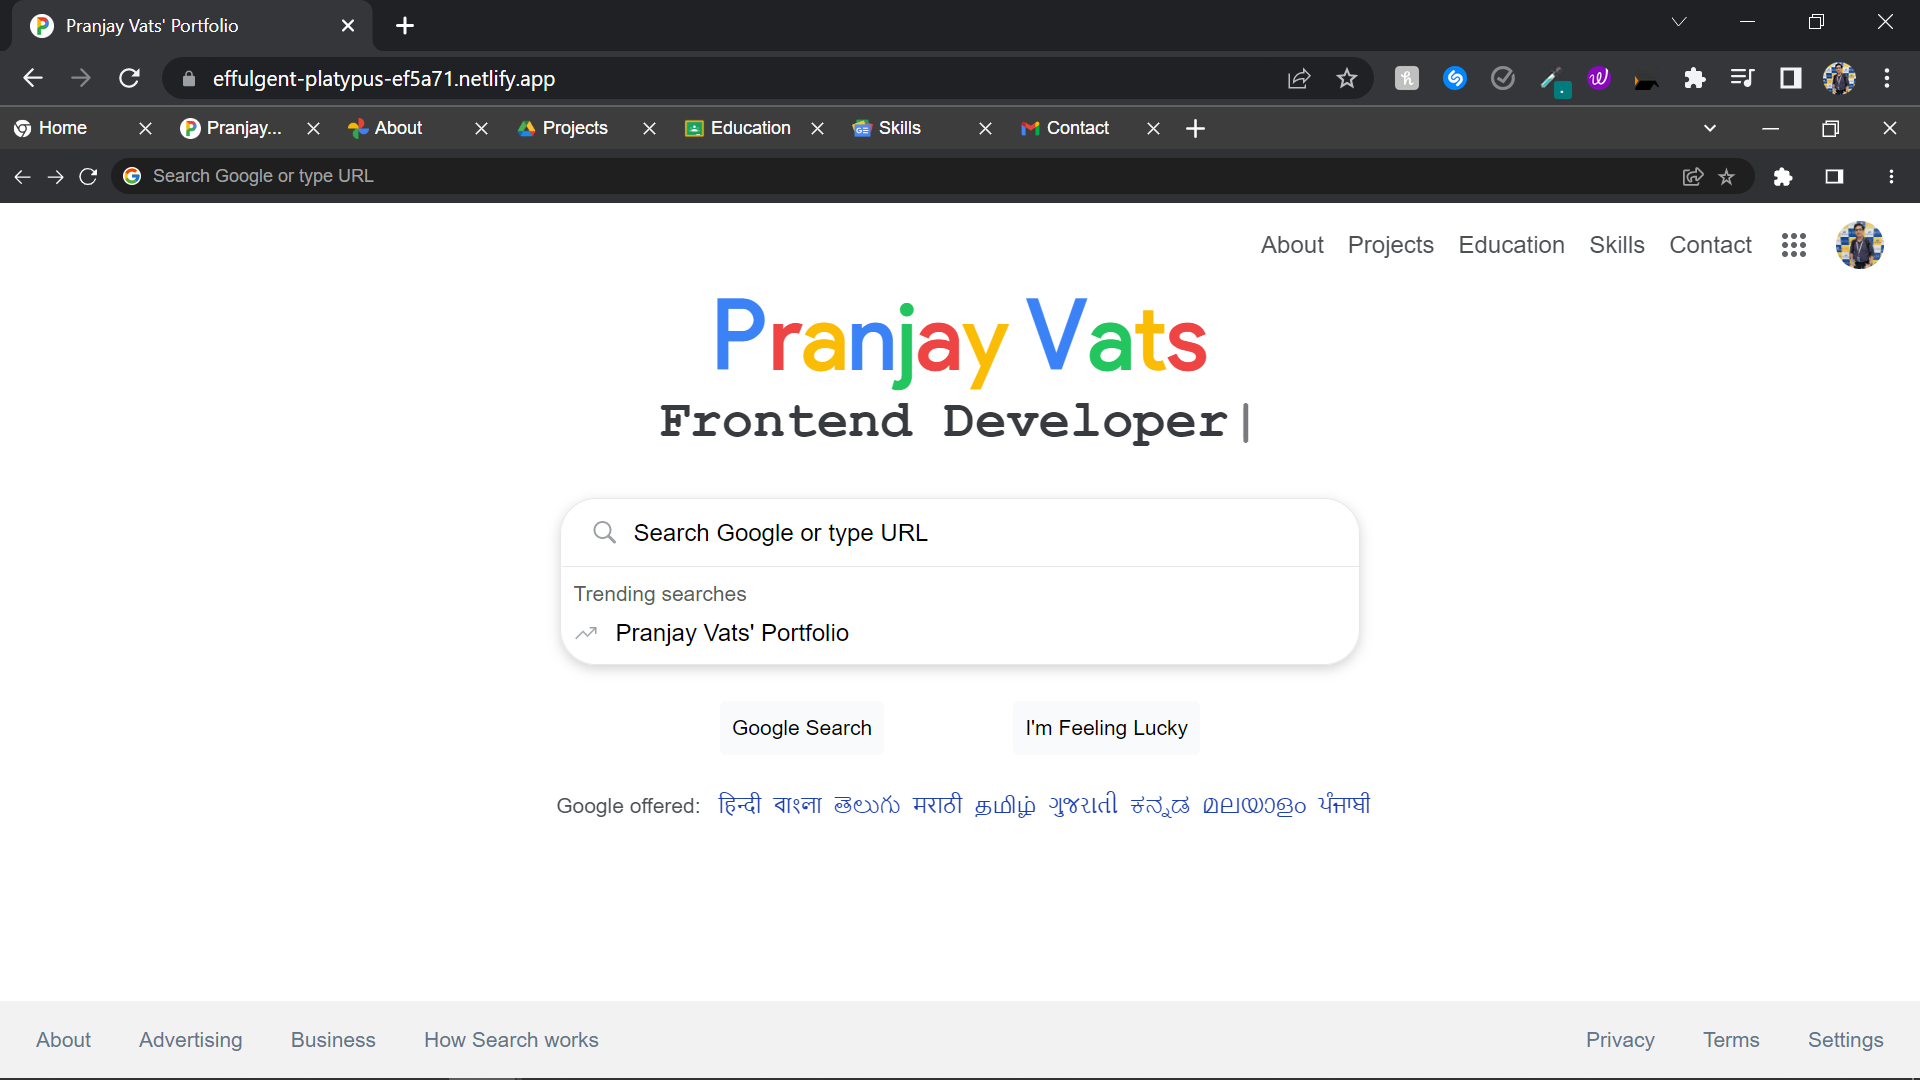 Pranjay Vats' Portfolio
effulgent-platypus-ef5a71.netlify.app
Home Pranjay... About Projects Education Skills Contact
Search Google or type URL
About Projects Education Skills Contact
Pranjay Vats
Frontend Developer|
Search Google or type URL
Trending searches
Pranjay Vats' Portfolio
Google Search I'm Feeling Lucky
Google offered: हिन्दी বাংলা తెలుగు मराठी தமிழ் ગુજરાતી ಕನ್ನಡ മലയാളം ਪੰਜਾਬੀ
About Advertising Business How Search works Privacy Terms Settings